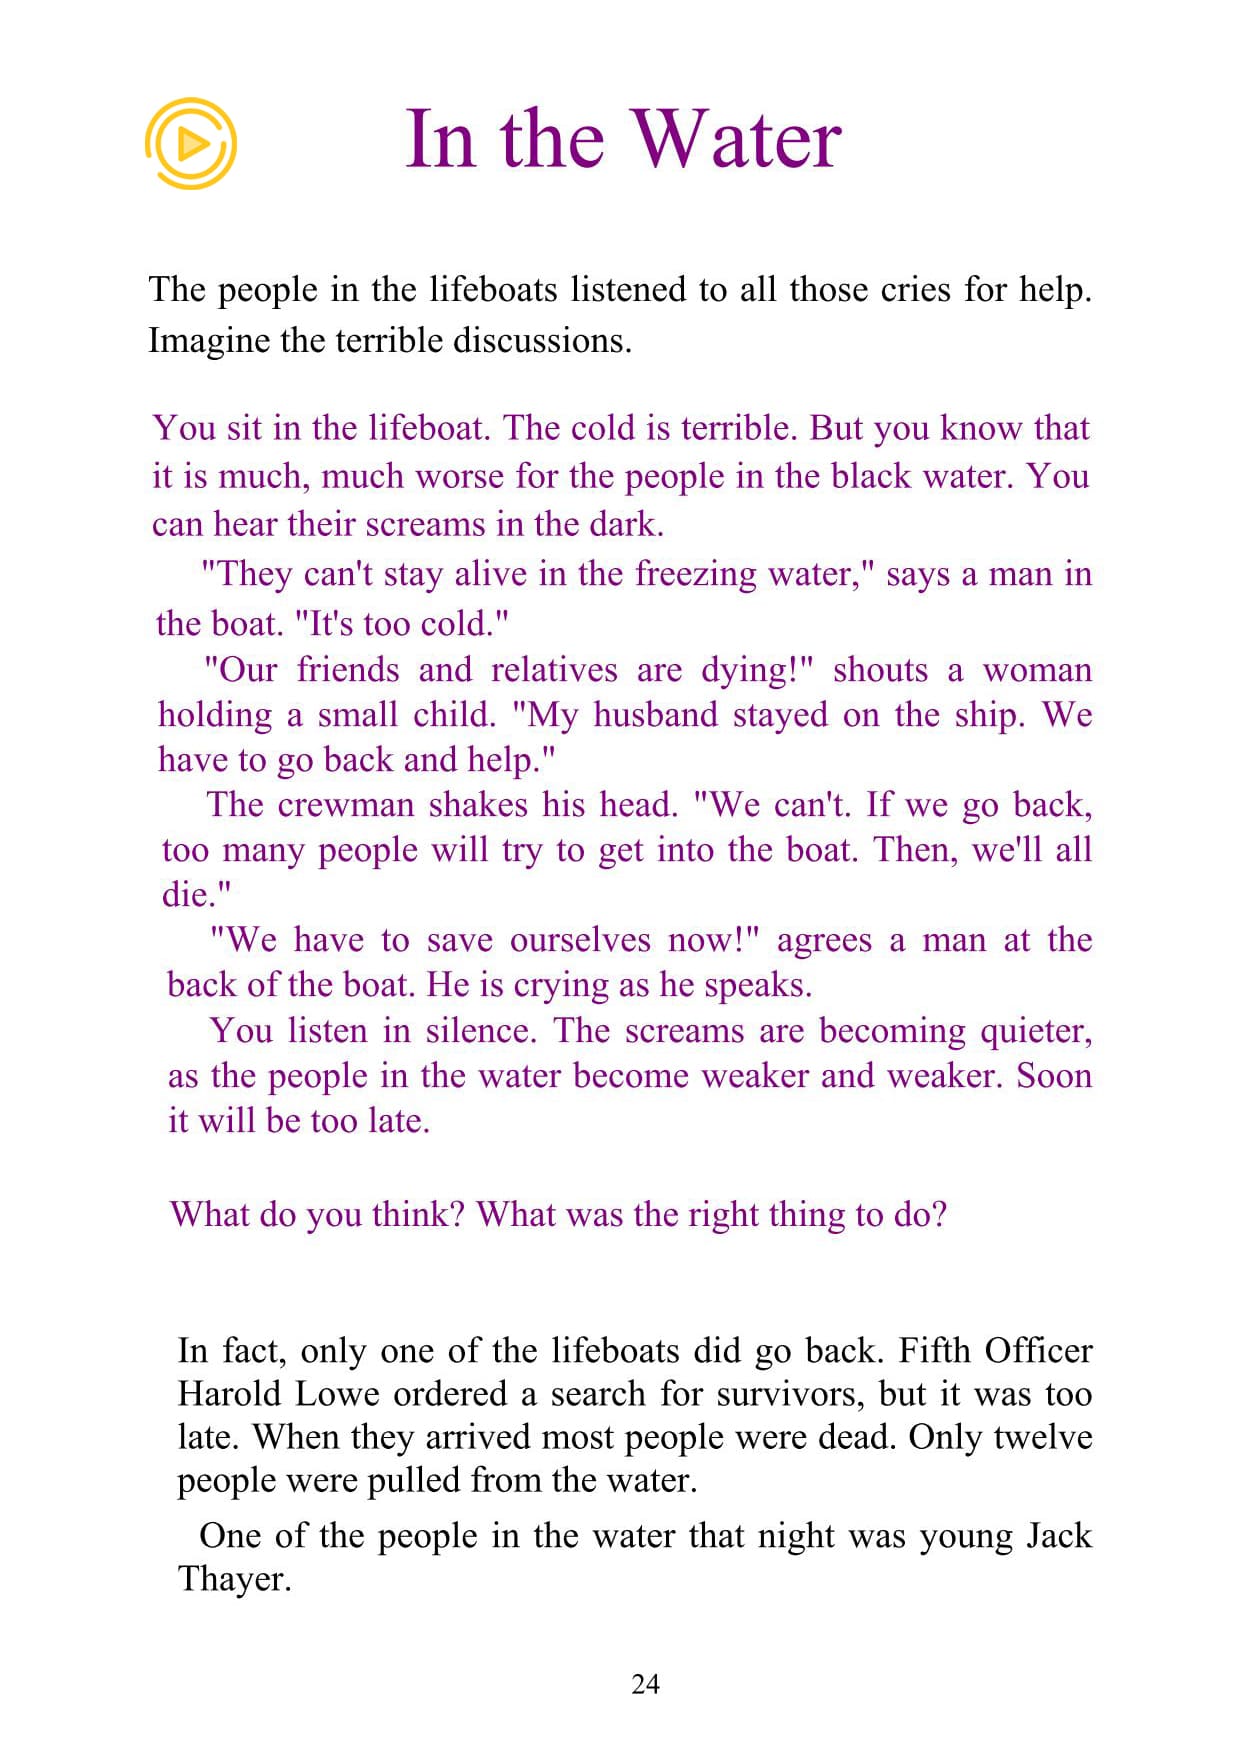 In the Water
The people in the lifeboats listened to all those cries for help.
Imagine the terrible discussions.
You sit in the lifeboat. The cold is terrible. But you know that
it is much, much worse for the people in the black water. You
can hear their screams in the dark.
"They can't stay alive in the freezing water," says a man in
the boat. "It's too cold."
"Our friends and relatives are dying!" shouts a woman
holding a small child. "My husband stayed on the ship. We
have to go back and help."
The crewman shakes his head. "We can't. If we go back,
too many people will try to get into the boat. Then, we'll all
die."
"We have to save ourselves now!" agrees a man at the
back of the boat. He is crying as he speaks.
You listen in silence. The screams are becoming quieter,
as the people in the water become weaker and weaker. Soon
it will be too late.
What do you think? What was the right thing to do?
In fact, only one of the lifeboats did go back. Fifth Officer
Harold Lowe ordered a search for survivors, but it was too
late. When they arrived most people were dead. Only twelve
people were pulled from the water.
One of the people in the water that night was young Jack
Thayer.
24